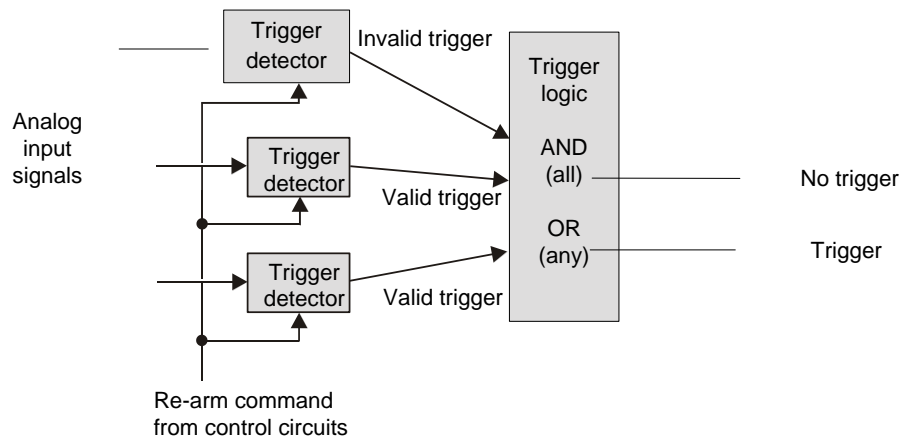 Trigger
detector
Invalid trigger
Trigger
logic
Analog
input
signals
Trigger
detector
Valid trigger
AND
(all)
No trigger
OR
(any)
Trigger
Trigger
detector
Valid trigger
Re-arm command
from control circuits